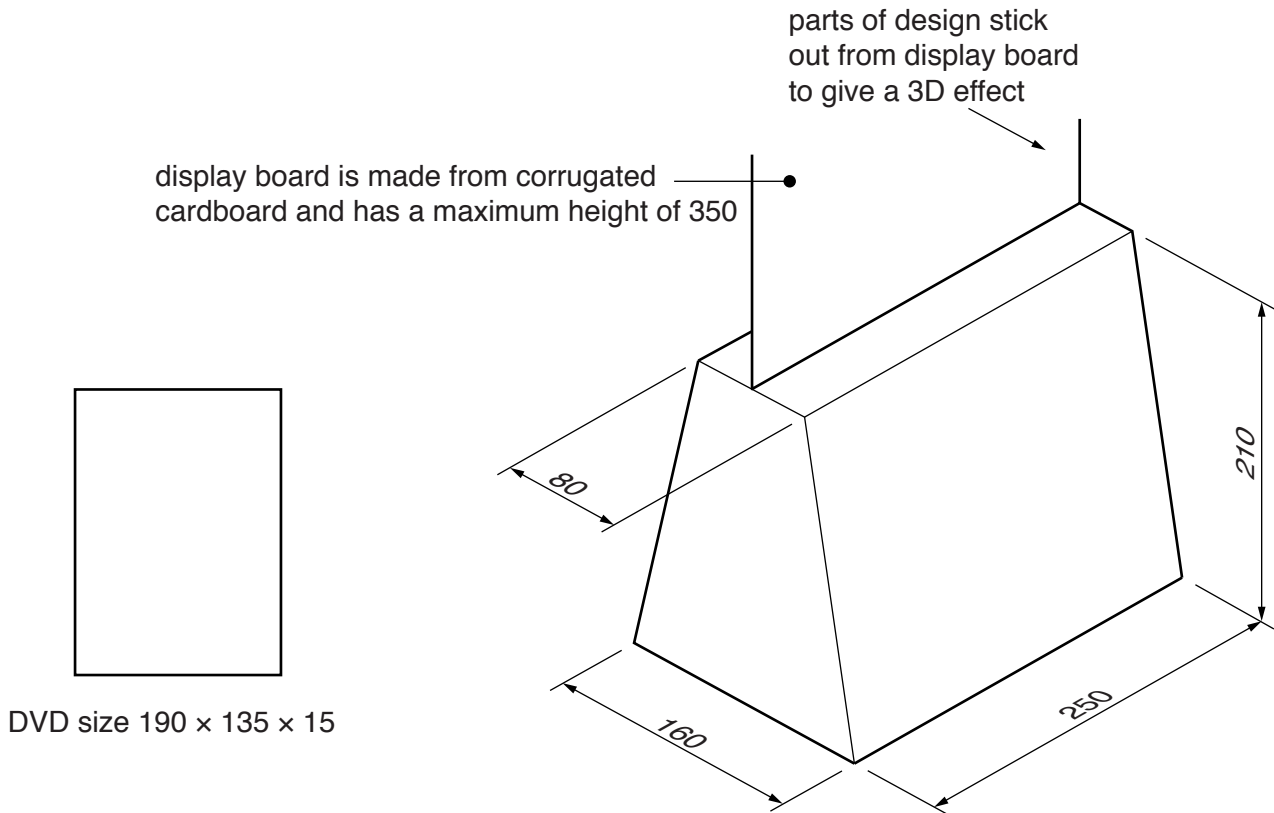 parts of design stick
out from display board
to give a 3D effect
display board is made from corrugated
cardboard and has a maximum height of 350
80
210
DVD size 190 × 135 × 15
160
250